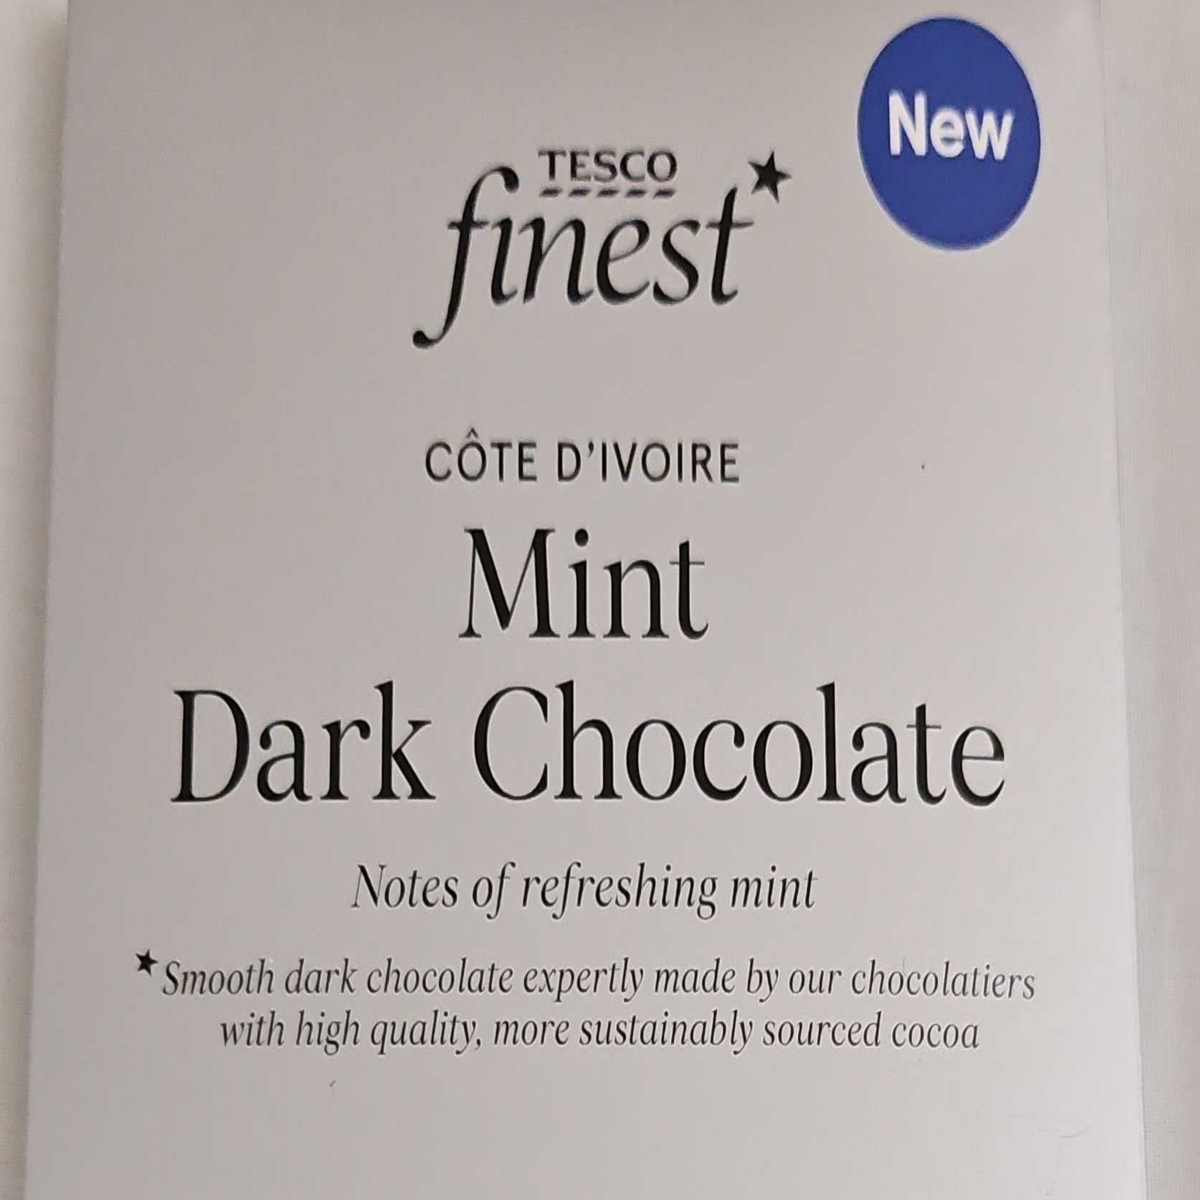 New
TESCO
finest*
CÔTE D'IVOIRE
Mint
Dark Chocolate
Notes of refreshing mint
*Smooth dark chocolate expertly made by our chocolatiers
with high quality, more sustainably sourced cocoa